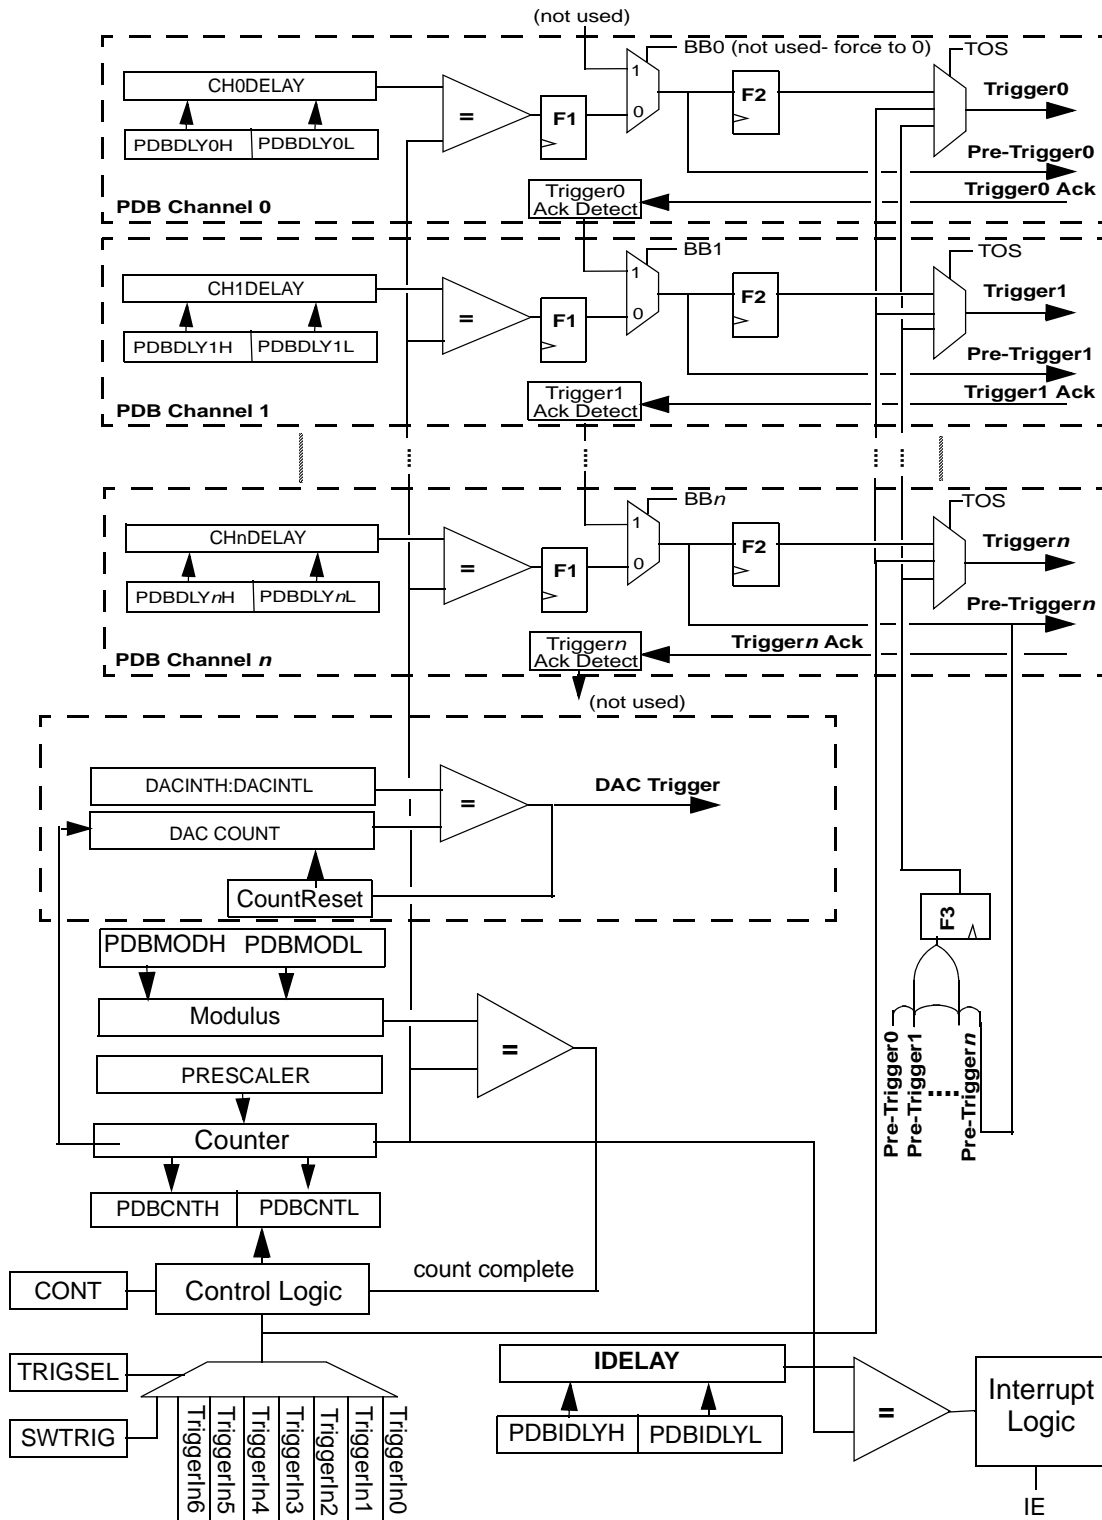 (not used)
BB0 (not used- force to 0)
TOS
CH0DELAY
PDBDLY0H
PDBDLY0L
=
F1
1
0
F2
Trigger0
Pre-Trigger0
Trigger0 Ack
Trigger0
Ack Detect
PDB Channel 0
BB1
TOS
CH1DELAY
PDBDLY1H
PDBDLY1L
=
F1
1
0
F2
Trigger1
Pre-Trigger1
Trigger1 Ack
Trigger1
Ack Detect
PDB Channel 1
BBn
TOS
CHnDELAY
PDBDLYnH
PDBDLYnL
=
F1
1
0
F2
Triggern
Pre-Triggern
Triggern Ack
Triggern
Ack Detect
PDB Channel n
(not used)
DACINTH:DACINTL
DAC COUNT
=
DAC Trigger
CountReset
PDBMODH
PDBMODL
Modulus
=
PRESCALER
Counter
PDBCNTH
PDBCNTL
F3
Pre-Trigger0
Pre-Trigger1
Pre-Triggern
CONT
Control Logic
count complete
TRIGSEL
SWTRIG
TriggerIn6
TriggerIn5
TriggerIn4
TriggerIn3
TriggerIn2
TriggerIn1
TriggerIn0
IDELAY
PDBIDLYH
PDBIDLYL
=
Interrupt
Logic
IE